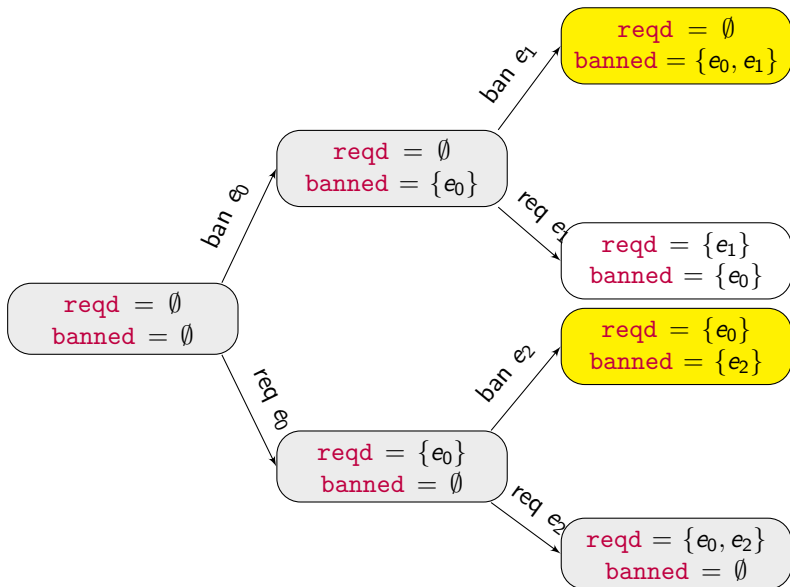 reqd = ∅
banned = {e₀, e₁}
ban e₁
reqd = ∅
banned = {e₀}
ban e₀
req e₁
reqd = {e₁}
banned = {e₀}
reqd = ∅
banned = ∅
reqd = {e₀}
banned = {e₂}
ban e₂
req e₀
reqd = {e₀}
banned = ∅
req e₂
reqd = {e₀, e₂}
banned = ∅